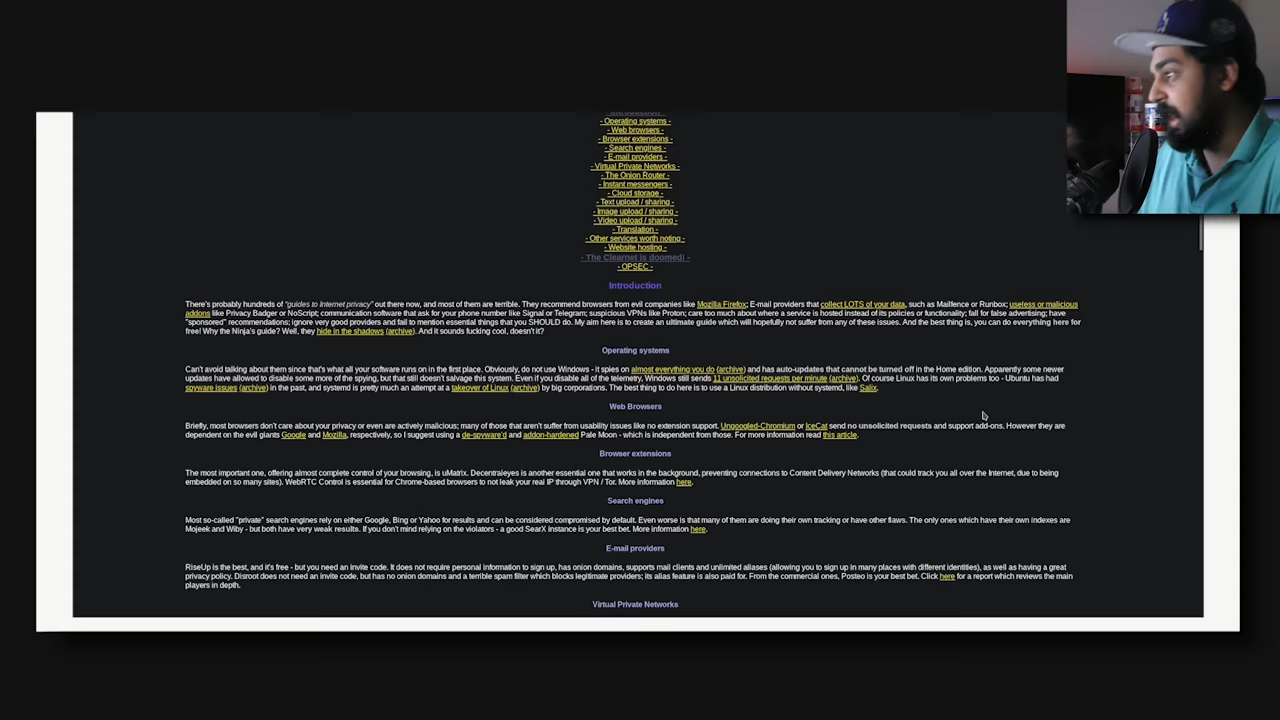 - Introduction -
- Operating systems -
- Web browsers -
- Browser extensions -
- Search engines -
- E-mail providers -
- Virtual Private Networks -
- The Onion Router -
- Instant messengers -
- Cloud storage -
- Text upload / sharing -
- Image upload / sharing -
- Video upload / sharing -
- Translation -
- Other services worth noting -
- Website hosting -
- The Clearnet is doomed! -
- OPSEC -
Introduction
There's probably hundreds of "guides to Internet privacy" out there now, and most of them are terrible. They recommend browsers from evil companies like Mozilla Firefox; E-mail providers that collect LOTS of your data, such as Mailfence or Runbox; useless or malicious
addons like Privacy Badger or NoScript; communication software that ask for your phone number like Signal or Telegram; suspicious VPNs like Proton; care too much about where a service is hosted instead of its policies or functionality; fall for false advertising; have
"sponsored" recommendations; ignore very good providers and fail to mention essential things that you SHOULD do. My aim here is to create an ultimate guide which will hopefully not suffer from any of these issues. And the best thing is, you can do everything here for
free! Why the Ninja's guide? Well, they hide in the shadows (archive). And it sounds fucking cool, doesn't it?
Operating systems
Can't avoid talking about them since that's what all your software runs on in the first place. Obviously, do not use Windows - it spies on almost everything you do (archive) and has auto-updates that cannot be turned off in the Home edition. Apparently some newer
updates have allowed to disable some more of the spying, but that still doesn't salvage this system. Even if you disable all of the telemetry, Windows still sends 11 unsolicited requests per minute (archive). Of course Linux has its own problems too - Ubuntu has had
spyware issues (archive) in the past, and systemd is pretty much an attempt at a takeover of Linux (archive) by big corporations. The best thing to do here is to use a Linux distribution without systemd, like Salix.
Web Browsers
Briefly, most browsers don't care about your privacy or even are actively malicious; many of those that aren't suffer from usability issues like no extension support. Ungoogled-Chromium or IceCat send no unsolicited requests and support add-ons. However they are
dependent on the evil giants Google and Mozilla, respectively, so I suggest using a de-spyware'd and addon-hardened Pale Moon - which is independent from those. For more information read this article.
Browser extensions
The most important one, offering almost complete control of your browsing, is uMatrix. Decentraleyes is another essential one that works in the background, preventing connections to Content Delivery Networks (that could track you all over the Internet, due to being
embedded on so many sites). WebRTC Control is essential for Chrome-based browsers to not leak your real IP through VPN / Tor. More information here.
Search engines
Most so-called "private" search engines rely on either Google, Bing or Yahoo for results and can be considered compromised by default. Even worse is that many of them are doing their own tracking or have other flaws. The only ones which have their own indexes are
Mojeek and Wiby - but both have very weak results. If you don't mind relying on the violators - a good SearX instance is your best bet. More information here.
E-mail providers
RiseUp is the best, and it's free - but you need an invite code. It does not require personal information to sign up, has onion domains, supports mail clients and unlimited aliases (allowing you to sign up in many places with different identities), as well as having a great
privacy policy. Disroot does not need an invite code, but has no onion domains and a terrible spam filter which blocks legitimate providers; its alias feature is also paid for. From the commercial ones, Posteo is your best bet. Click here for a report which reviews the main
players in depth.
Virtual Private Networks